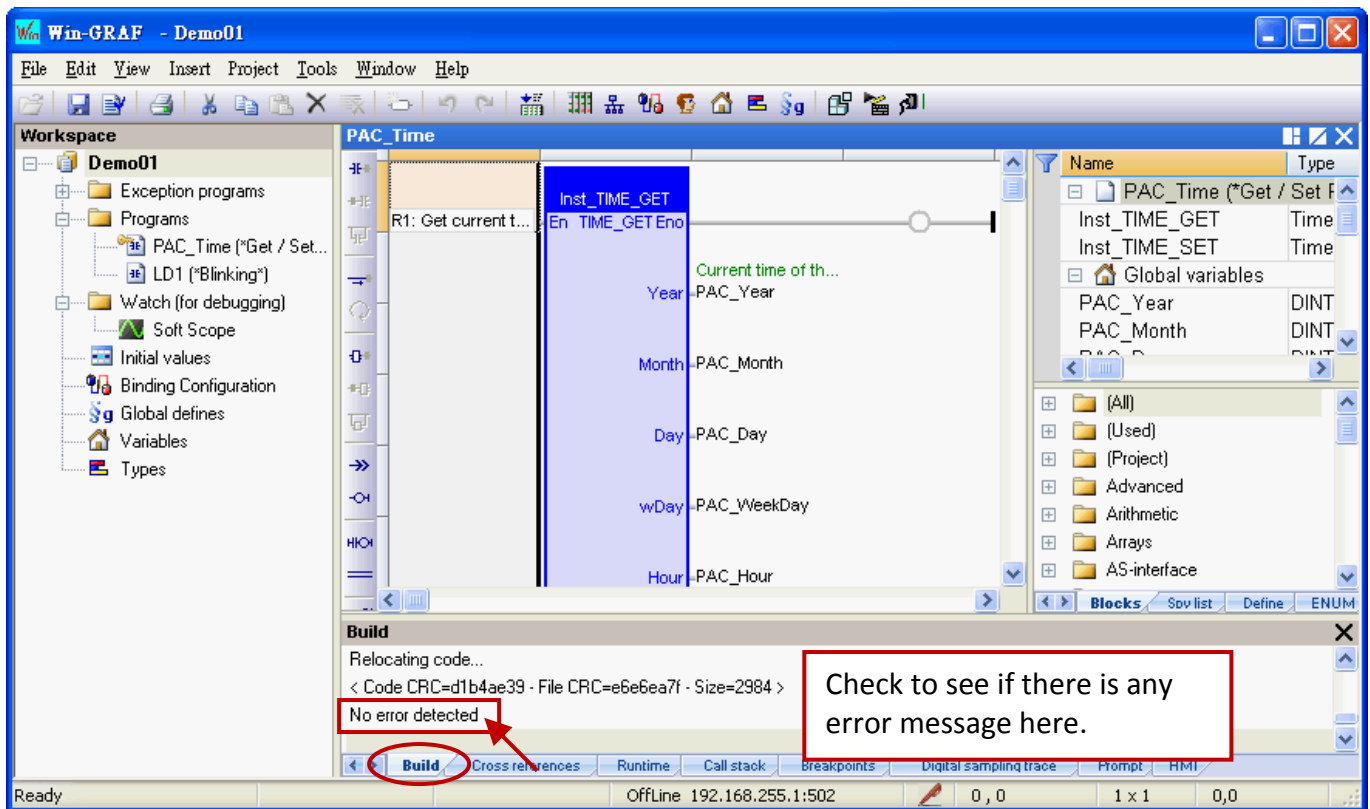 Win-GRAF - Demo01
File Edit View Insert Project Tools Window Help
Workspace
Demo01
Exception programs
Programs
PAC_Time (*Get / Set...
LD1 (*Blinking*)
Watch (for debugging)
Soft Scope
Initial values
Binding Configuration
Global defines
Variables
Types
PAC_Time
R1: Get current t...
Inst_TIME_GET
En TIME_GET Eno
Current time of th...
Year PAC_Year
Month PAC_Month
Day PAC_Day
wDay PAC_WeekDay
Hour PAC_Hour
Name Type
PAC_Time (*Get / Set
Inst_TIME_GET Time
Inst_TIME_SET Time
Global variables
PAC_Year DINT
PAC_Month DINT
(All)
(Used)
(Project)
Advanced
Arithmetic
Arrays
AS-interface
Blocks Spy list Define ENUM
Build
Relocating code...
< Code CRC=d1b4ae39 - File CRC=e6e6ea7f - Size=2984 >
No error detected
Check to see if there is any
error message here.
Build Cross references Runtime Call stack Breakpoints Digital sampling trace Prompt HMI
Ready OffLine 192.168.255.1:502 0 , 0 1 x 1 0,0